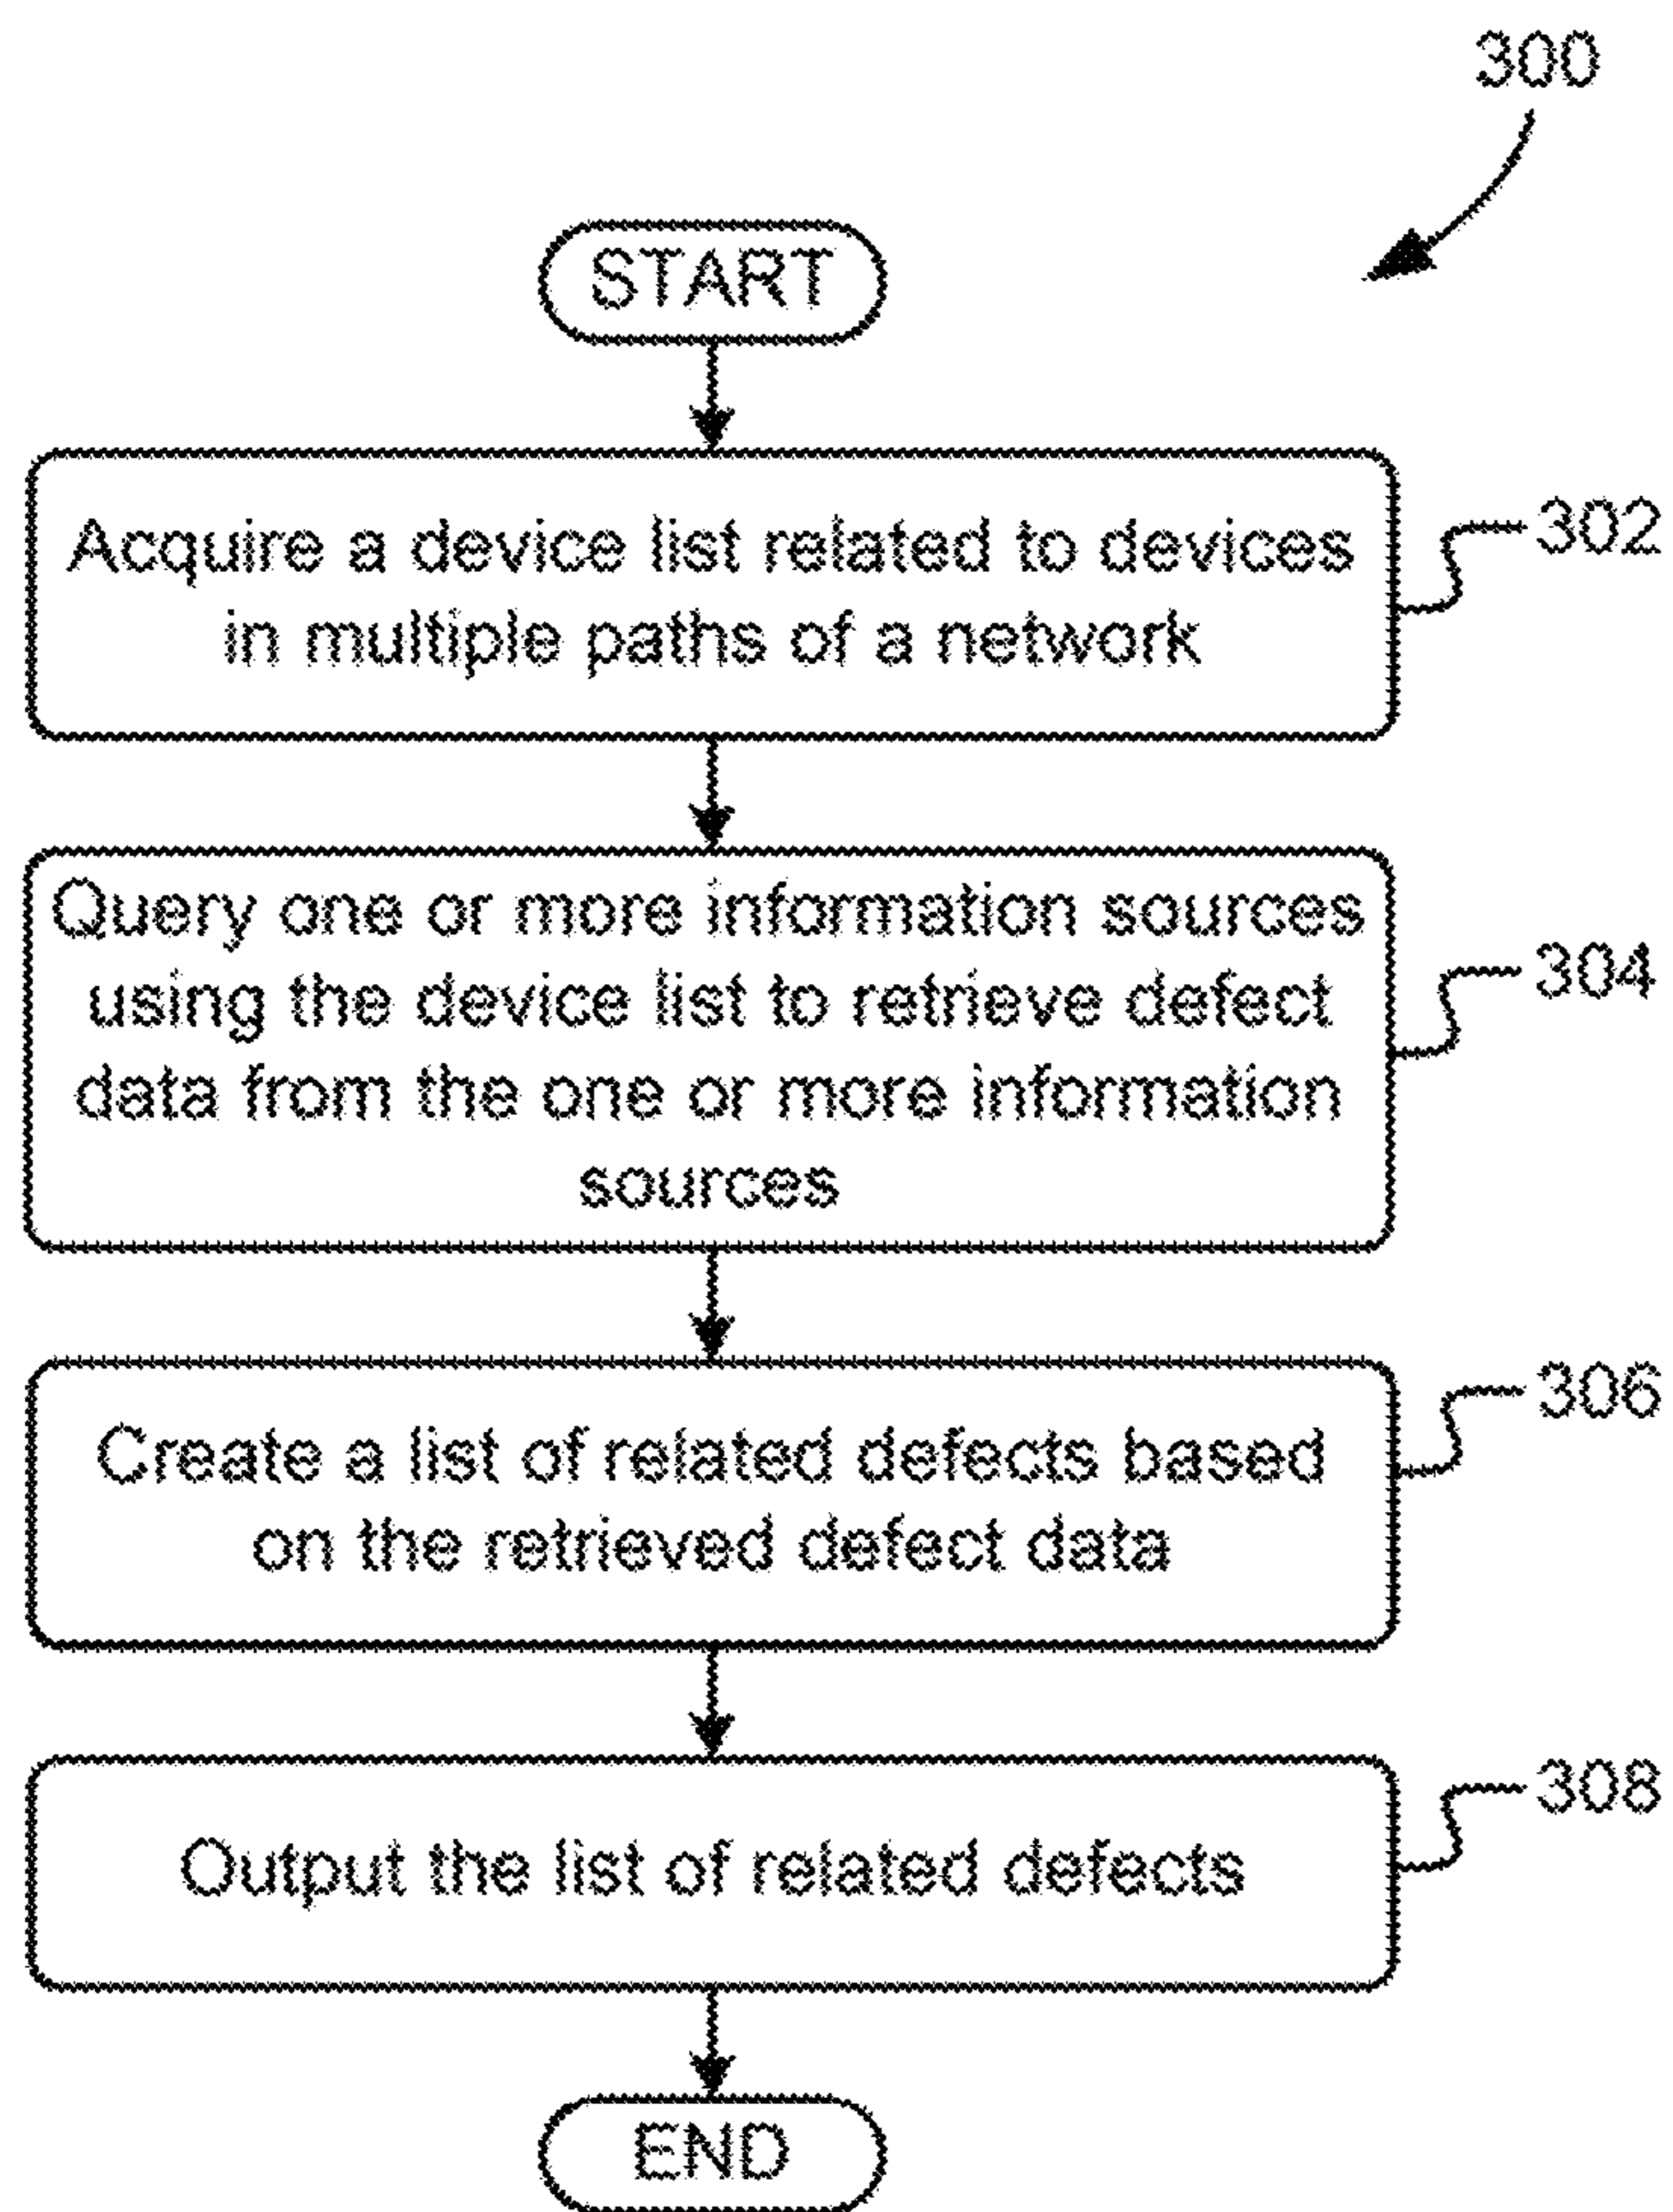 300
START
Acquire a device list related to devices
in multiple paths of a network
302
Query one or more information sources
using the device list to retrieve defect
data from the one or more information
sources
304
Create a list of related defects based
on the retrieved defect data
306
Output the list of related defects
308
END